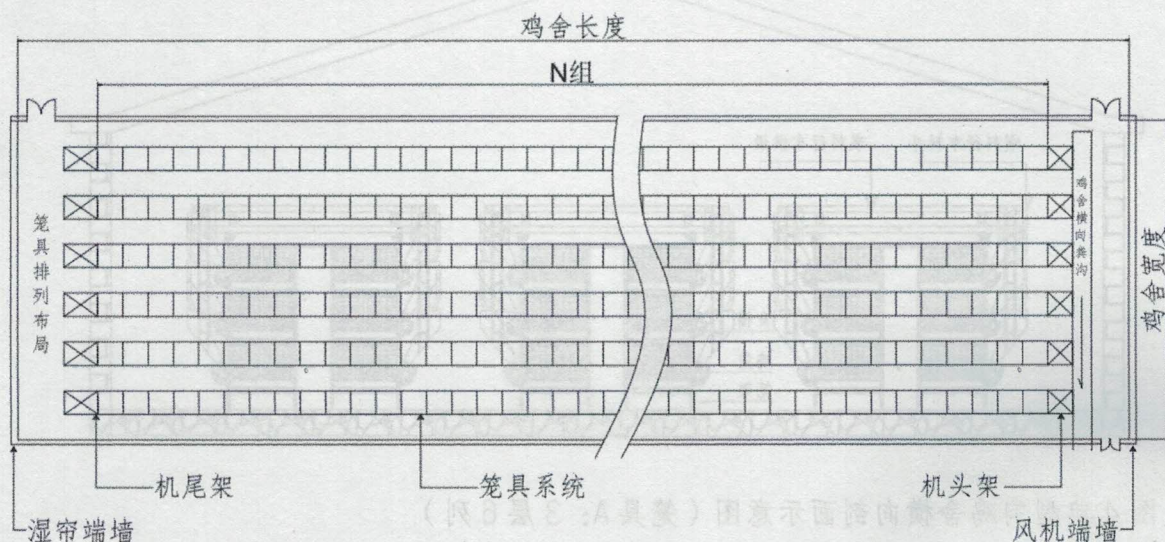 鸡舍长度
N组
笼具排列布局
鸡舍横向粪沟
鸡舍宽度
机尾架
笼具系统
机头架
湿帘端墙
风机端墙